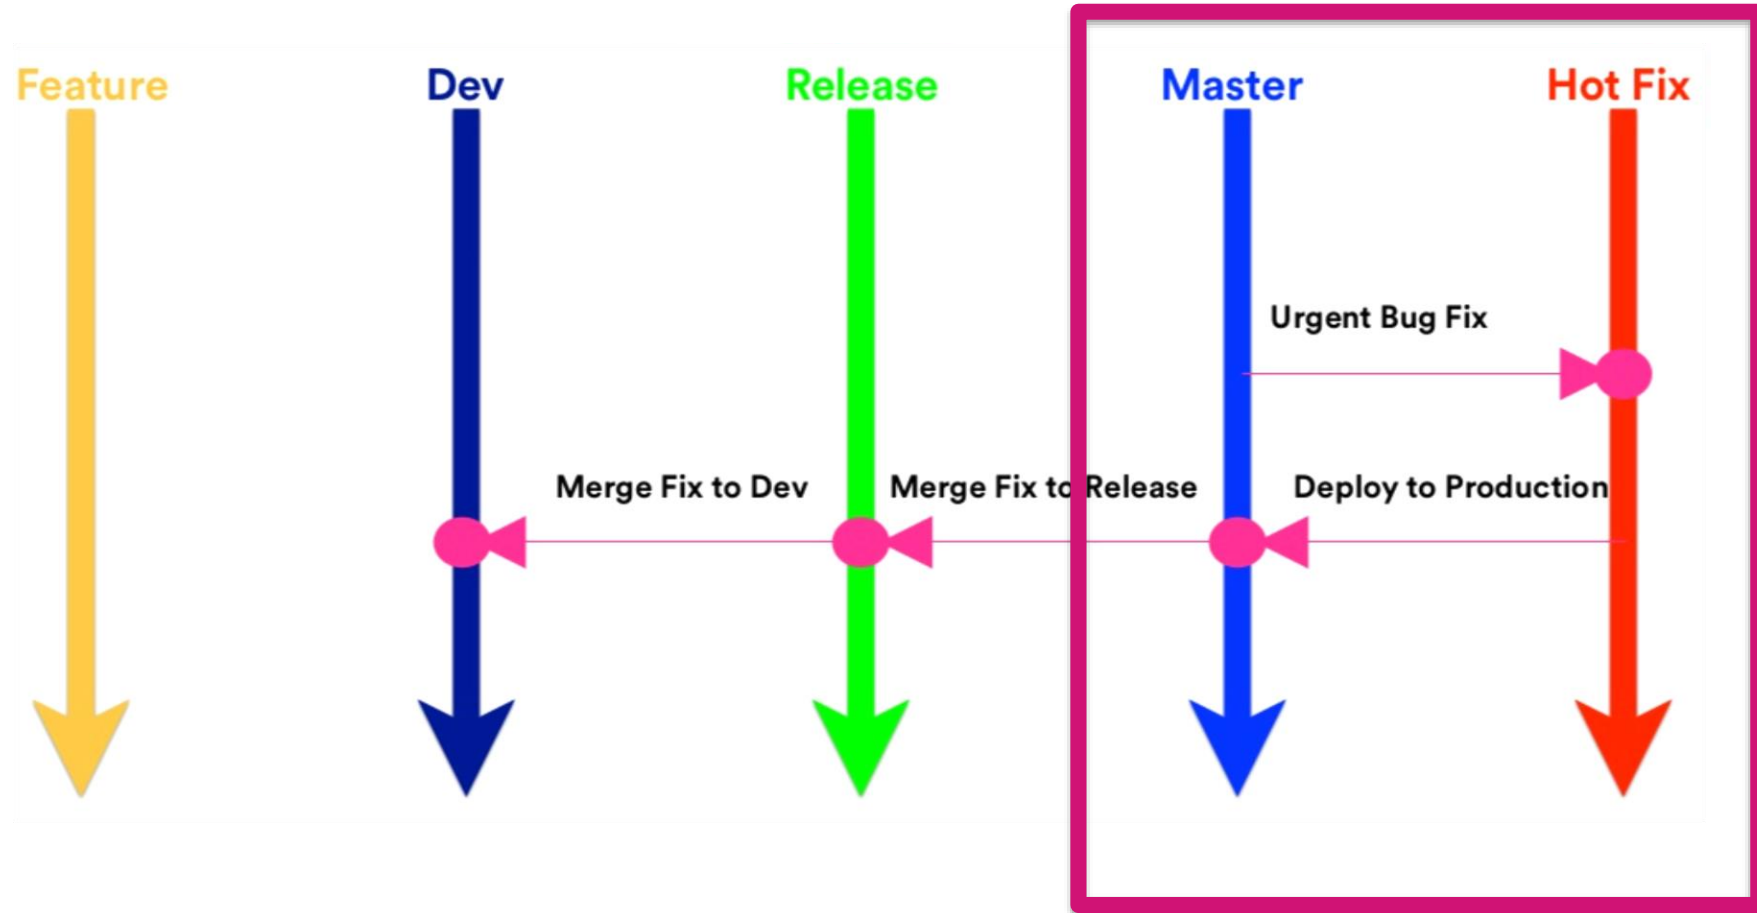 Feature
Dev
Release
Master
Hot Fix
Urgent Bug Fix
Merge Fix to Dev
Merge Fix to Release
Deploy to Production